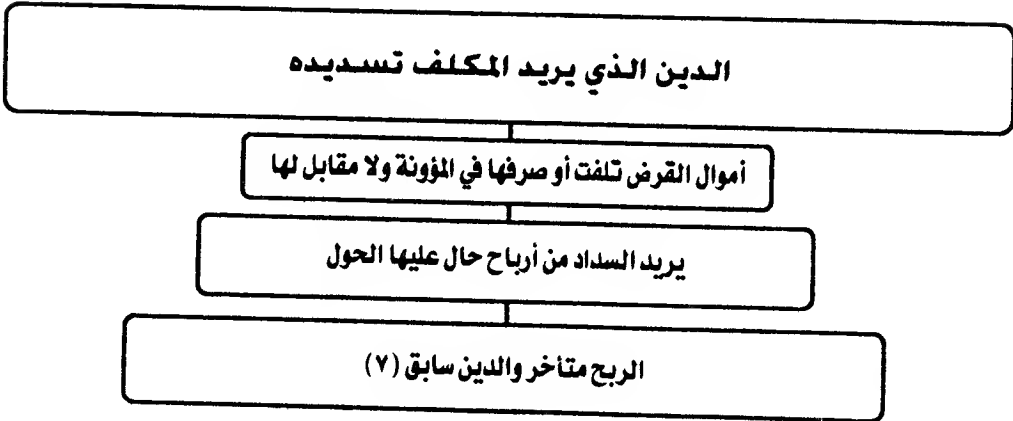 الدين الذي يريد المكلف تسديده
أموال القرض تلفت أو صرفها في المؤونة ولا مقابل لها
يريد السداد من أرباح حال عليها الحول
الربح متأخر والدين سابق (٧)